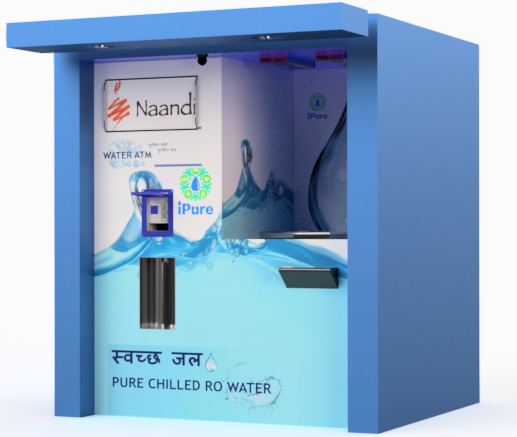 Naandi
WATER ATM
iPure
iPure
स्वच्छ जल
PURE CHILLED RO WATER